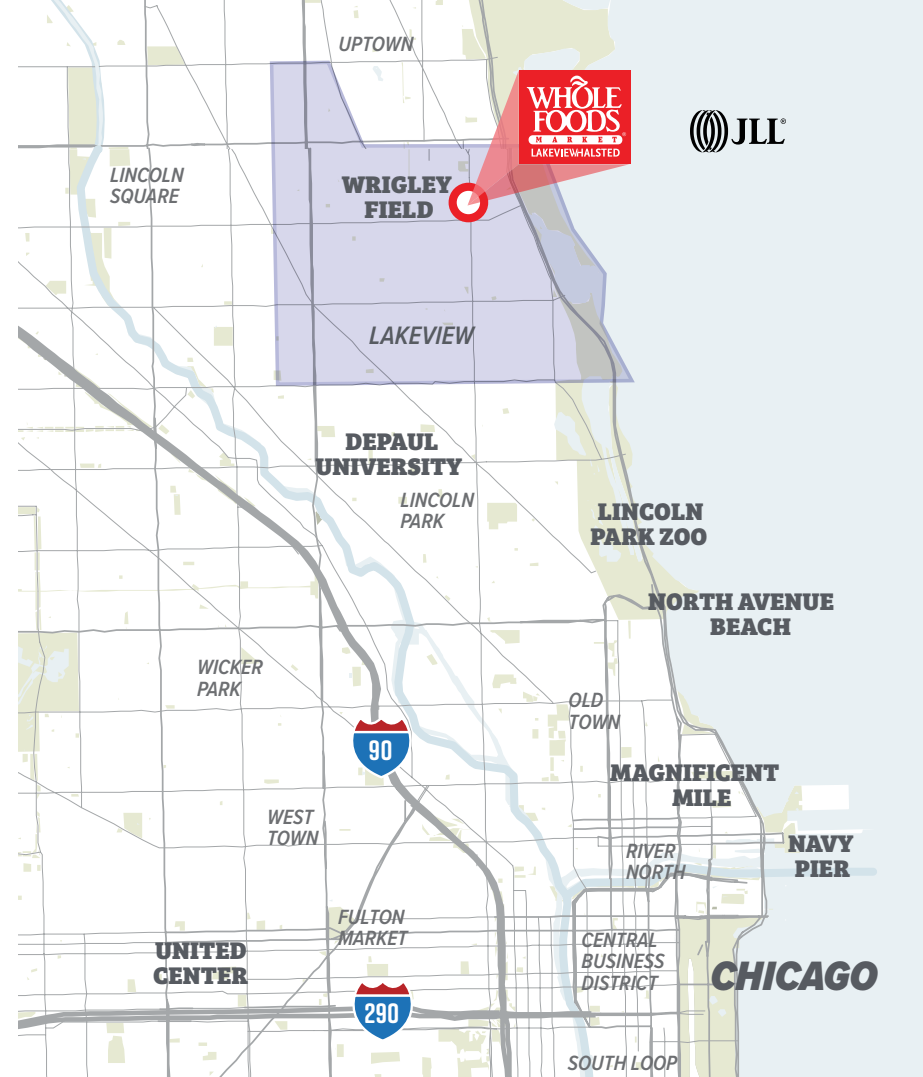 UPTOWN
WHOLE
FOODS
MARKET
LAKEVIEW/HALSTED
JLL®
LINCOLN
SQUARE
WRIGLEY
FIELD
LAKEVIEW
DEPAUL
UNIVERSITY
LINCOLN
PARK
LINCOLN
PARK ZOO
NORTH AVENUE
BEACH
WICKER
PARK
OLD
TOWN
90
MAGNIFICENT
MILE
WEST
TOWN
RIVER
NORTH
NAVY
PIER
FULTON
MARKET
CENTRAL
BUSINESS
DISTRICT
UNITED
CENTER
CHICAGO
290
SOUTH LOOP